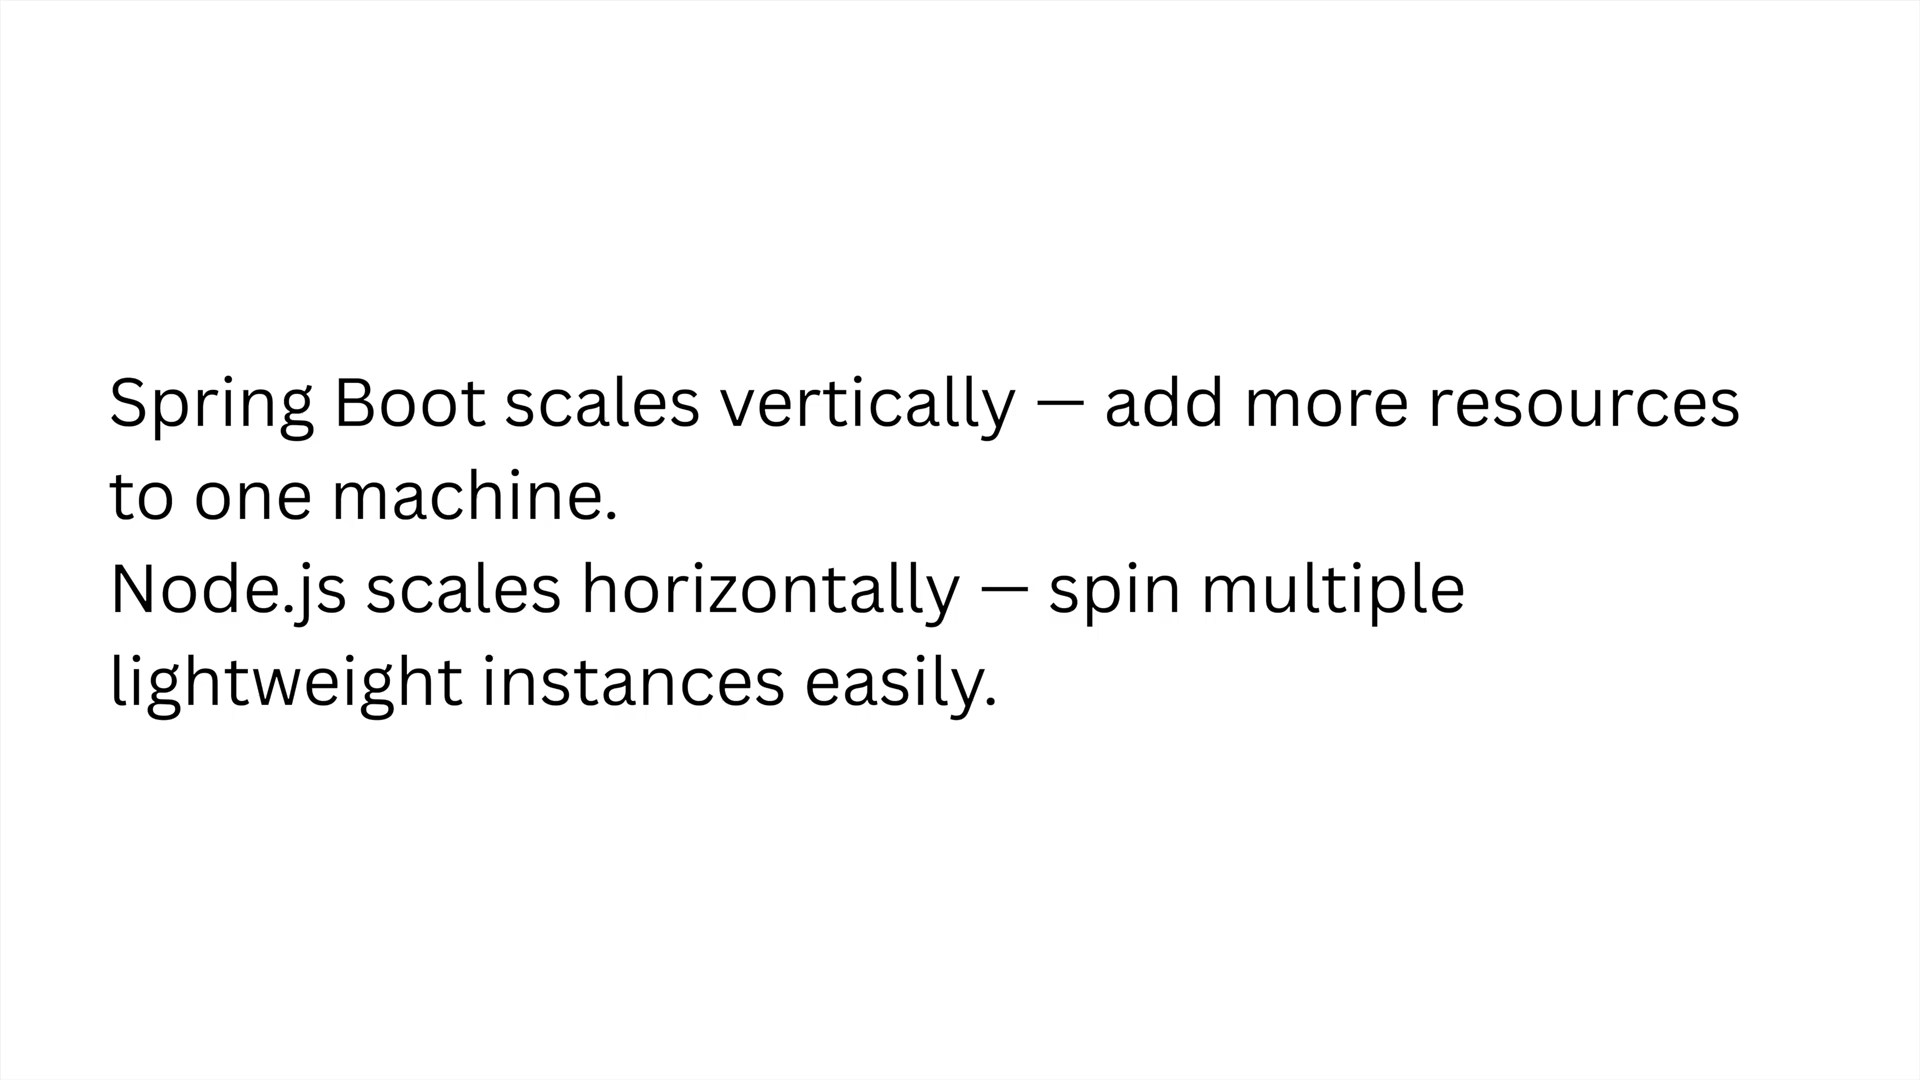 Spring Boot scales vertically — add more resources
to one machine.
Node.js scales horizontally — spin multiple
lightweight instances easily.